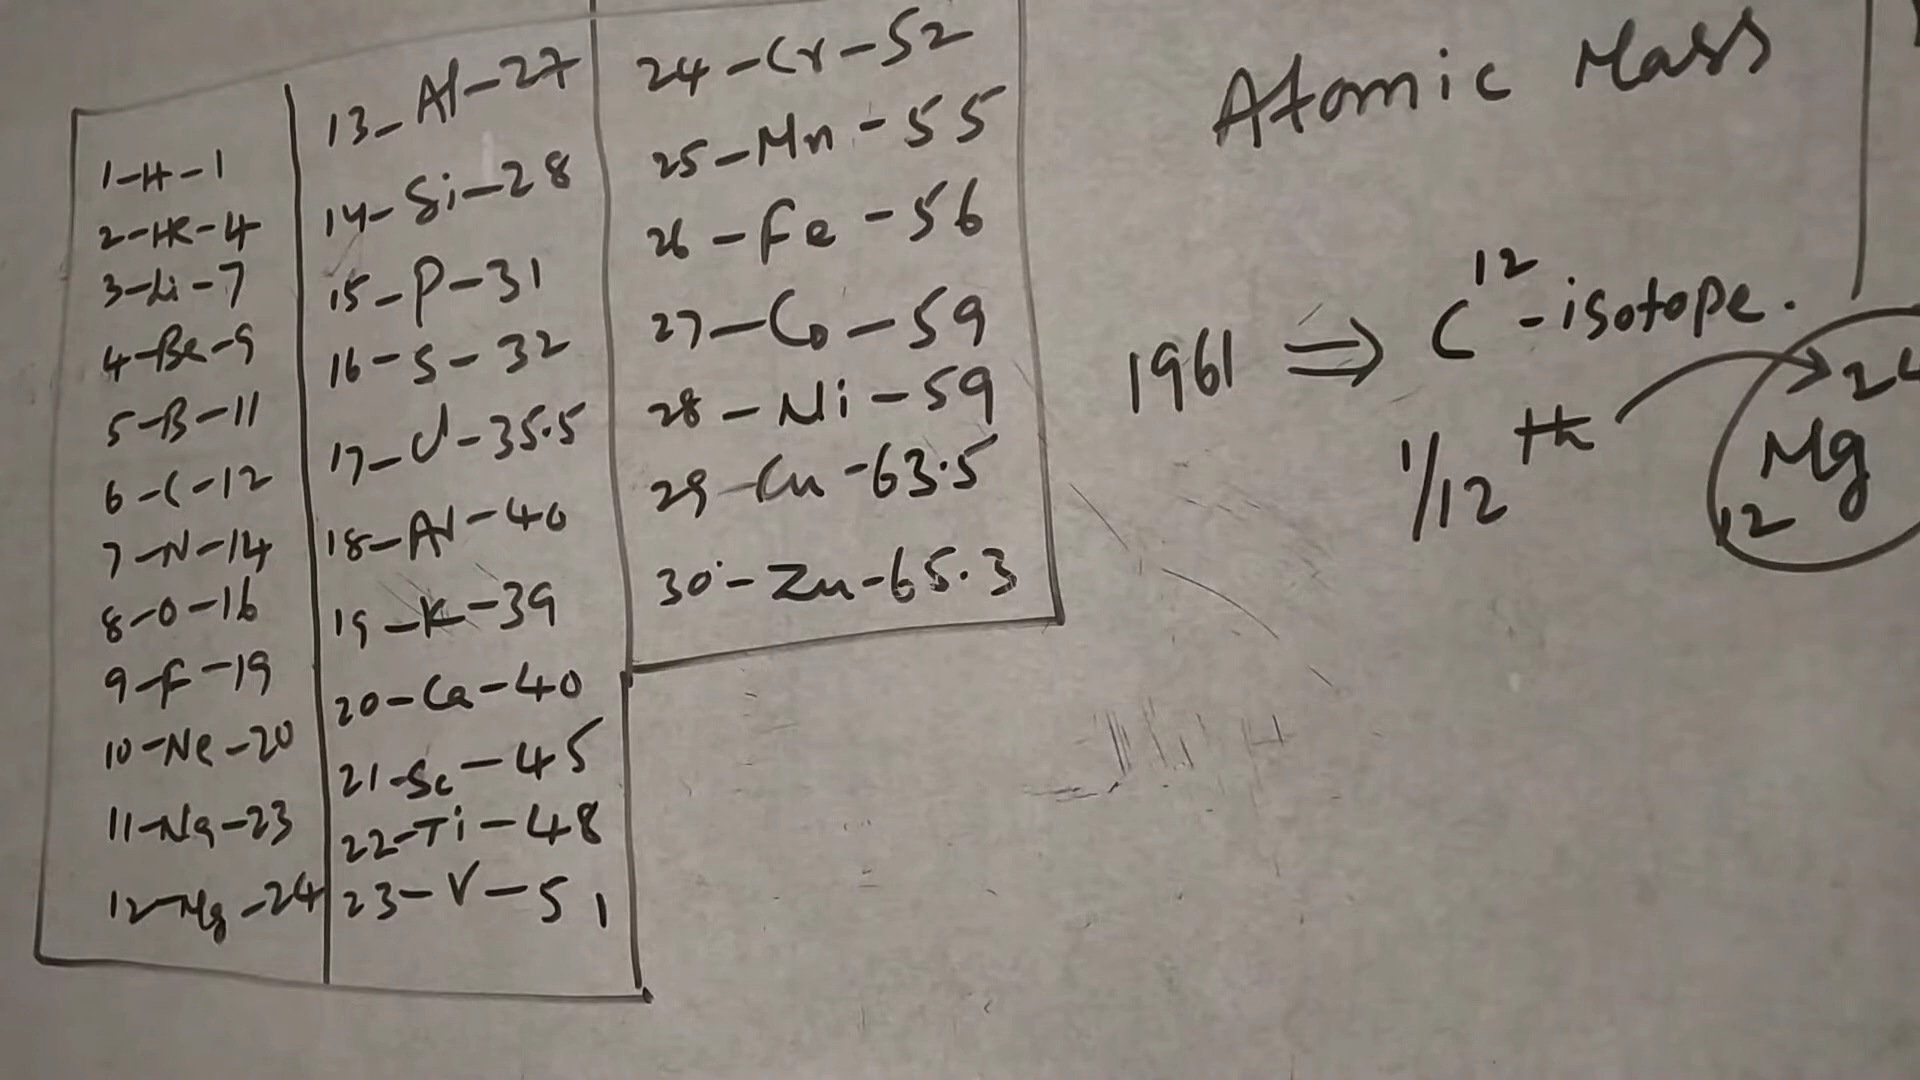 1-H-1
2-He-4
3-Li-7
4-Be-9
5-B-11
6-C-12
7-N-14
8-O-16
9-F-19
10-Ne-20
11-Na-23
12-Mg-24
13-Al-27
14-Si-28
15-P-31
16-S-32
17-Cl-35.5
18-Ar-40
19-K-39
20-Ca-40
21-Sc-45
22-Ti-48
23-V-51
24-Cr-52
25-Mn-55
26-Fe-56
27-Co-59
28-Ni-59
29-Cu-63.5
30-Zn-65.3
Atomic Mass
1961 ⇒ C¹²-isotope.
1/12 th
₁₂Mg²⁴